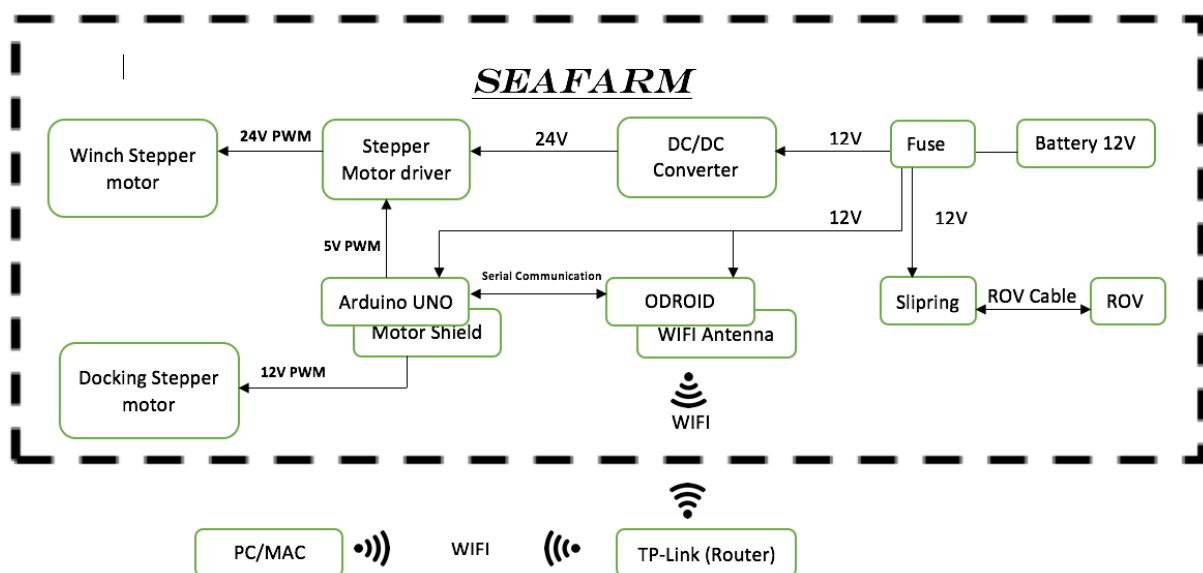 SEAFARM
Winch Stepper
motor
24V PWM
Stepper
Motor driver
24V
DC/DC
Converter
12V
Fuse
Battery 12V
12V
12V
5V PWM
Serial Communication
Arduino UNO
Motor Shield
ODROID
WIFI Antenna
Slipring
ROV Cable
ROV
Docking Stepper
motor
12V PWM
WIFI
PC/MAC
WIFI
TP-Link (Router)